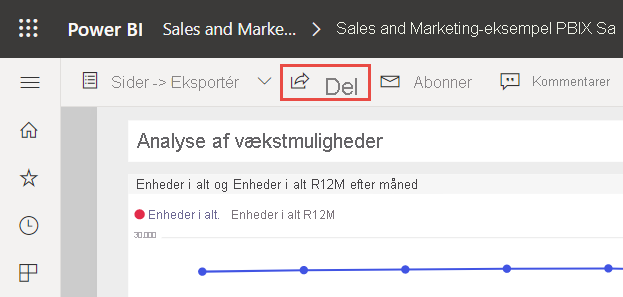 Power BI Sales and Marke... > Sales and Marketing-eksempel PBIX Sa
Sider -> Eksportér Del Abonner Kommentarer
Analyse af vækstmuligheder
Enheder i alt og Enheder i alt R12M efter måned
Enheder i alt. Enheder i alt R12M
30.000